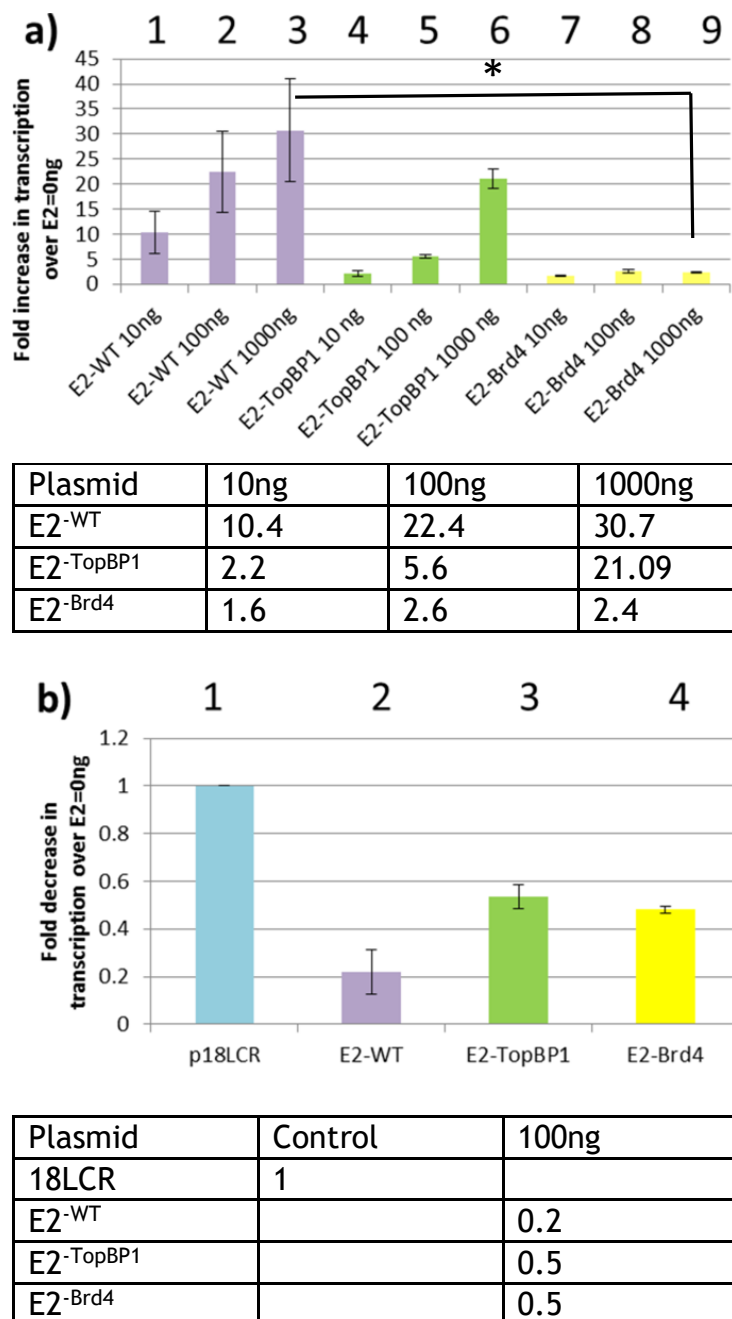 a) 1 2 3 4 5 6 7 8 9
Fold increase in transcription
over E2=0ng
45
40
35
30
25
20
15
10
5
0
*
E2-WT 10ng
E2-WT 100ng
E2-WT 1000ng
E2-TopBP1 10 ng
E2-TopBP1 100 ng
E2-TopBP1 1000 ng
E2-Brd4 10ng
E2-Brd4 100ng
E2-Brd4 1000ng
Plasmid 10ng 100ng 1000ng
E2-WT 10.4 22.4 30.7
E2-TopBP1 2.2 5.6 21.09
E2-Brd4 1.6 2.6 2.4
b) 1 2 3 4
Fold decrease in
transcription over E2=0ng
1.2
1
0.8
0.6
0.4
0.2
0
p18LCR E2-WT E2-TopBP1 E2-Brd4
Plasmid Control 100ng
18LCR 1
E2-WT 0.2
E2-TopBP1 0.5
E2-Brd4 0.5